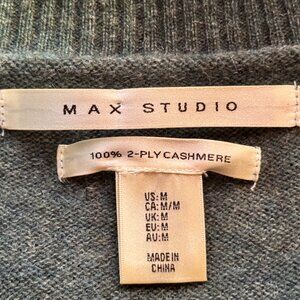 MAX STUDIO
100% 2-PLY CASHMERE
US: M
CA: M/M
UK: M
EU: M
AU: M
MADE IN
CHINA